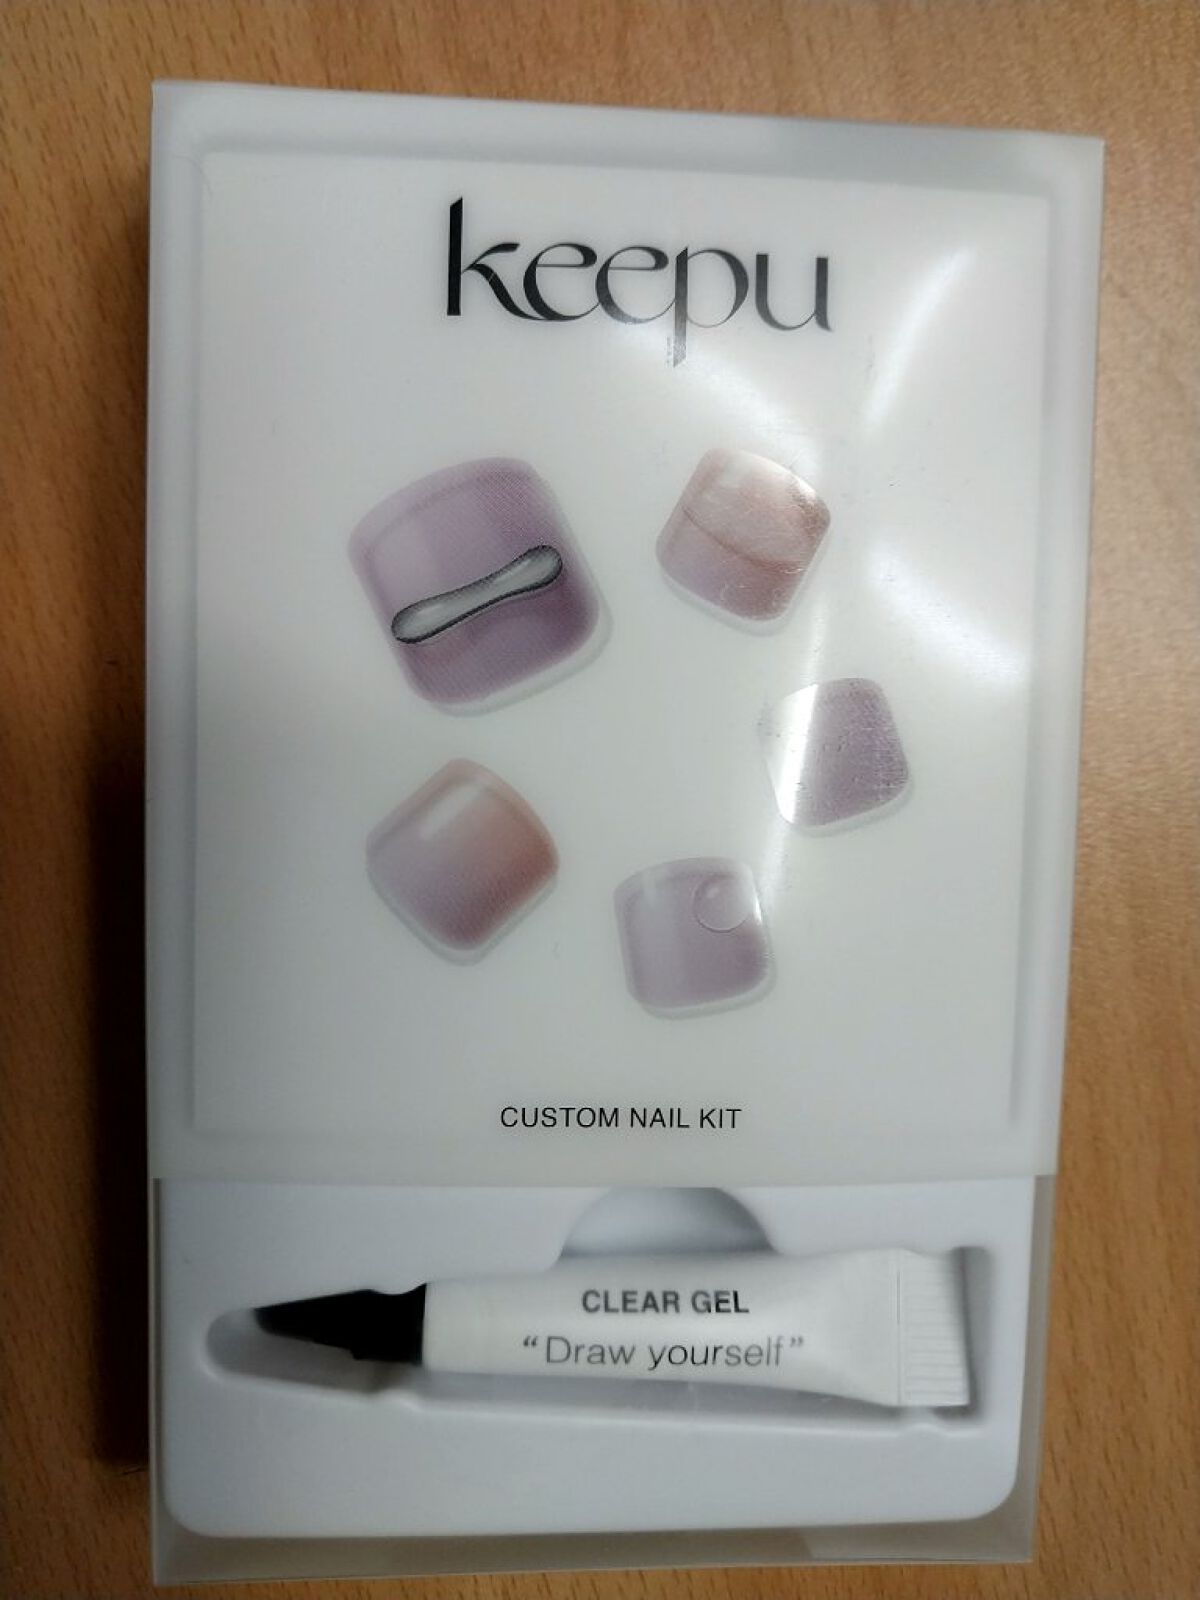 keepu
CUSTOM NAIL KIT
CLEAR GEL
“Draw yourself”